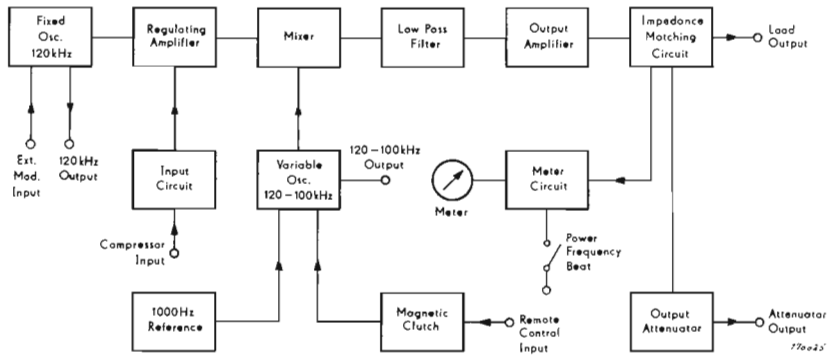 Fixed
Osc.
120kHz
Regulating
Amplifier
Mixer
Low Pass
Filter
Output
Amplifier
Impedance
Matching
Circuit
Load
Output
Ext.
Mod.
Input
120kHz
Output
Input
Circuit
Variable
Osc.
120-100kHz
120-100kHz
Output
Meter
Meter
Circuit
Compressor
Input
Power
Frequency
Beat
1000Hz
Reference
Magnetic
Clutch
Remote
Control
Input
Output
Attenuator
Attenuator
Output
170025